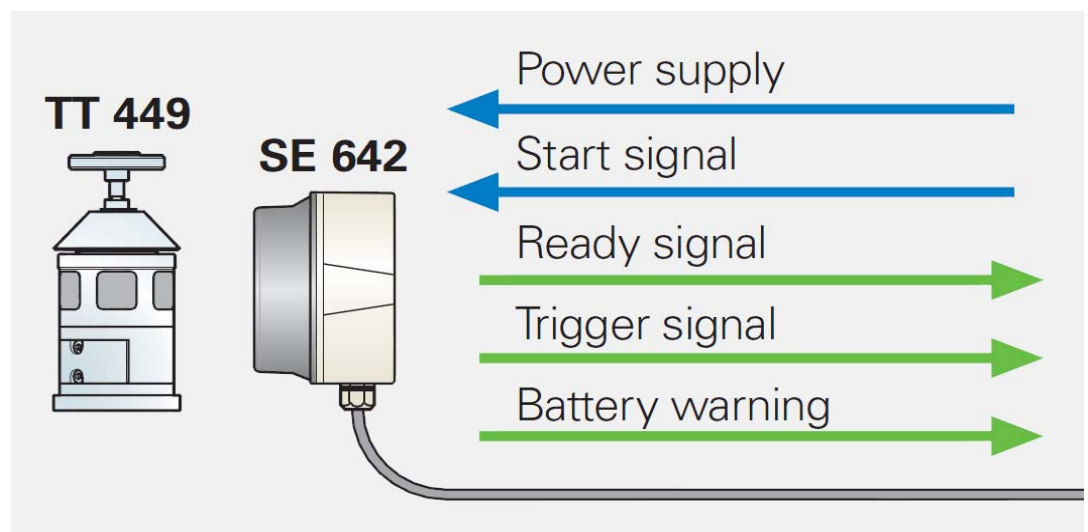 TT 449
SE 642
Power supply
Start signal
Ready signal
Trigger signal
Battery warning